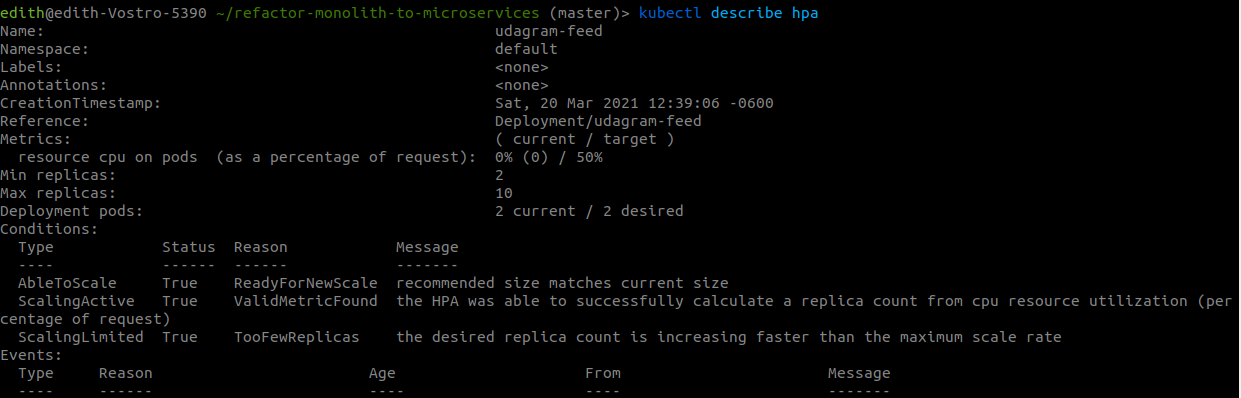 edith@edith-Vostro-5390 ~/refactor-monolith-to-microservices (master)> kubectl describe hpa
Name:                                                  udagram-feed
Namespace:                                             default
Labels:                                                <none>
Annotations:                                           <none>
CreationTimestamp:                                     Sat, 20 Mar 2021 12:39:06 -0600
Reference:                                             Deployment/udagram-feed
Metrics:                                               ( current / target )
  resource cpu on pods  (as a percentage of request):  0% (0) / 50%
Min replicas:                                          2
Max replicas:                                          10
Deployment pods:                                       2 current / 2 desired
Conditions:
  Type            Status  Reason            Message
  ----            ------  ------            -------
  AbleToScale     True    ReadyForNewScale  recommended size matches current size
  ScalingActive   True    ValidMetricFound  the HPA was able to successfully calculate a replica count from cpu resource utilization (per
centage of request)
  ScalingLimited  True    TooFewReplicas    the desired replica count is increasing faster than the maximum scale rate
Events:
  Type     Reason                        Age                     From                       Message
  ----     ------                        ----                    ----                       -------